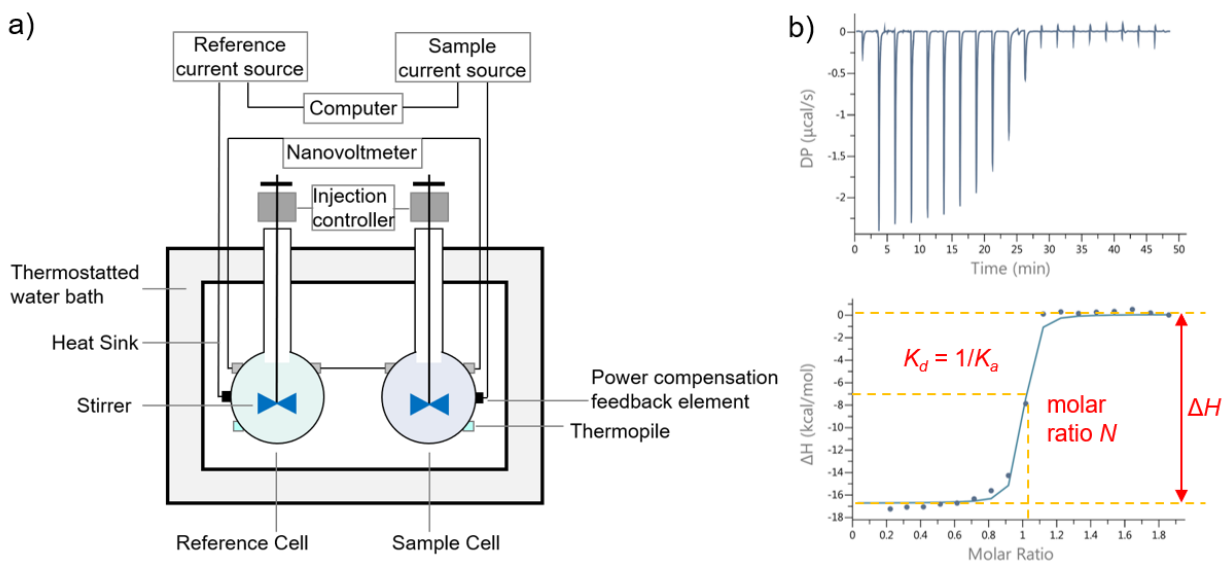 a)
Reference
current source
Sample
current source
Computer
Nanovoltmeter
Injection
controller
Thermostatted
water bath
Heat Sink
Stirrer
Power compensation
feedback element
Thermopile
Reference Cell
Sample Cell
b)
DP (µcal/s)
0
-0.5
-1
-1.5
-2
0 5 10 15 20 25 30 35 40 45 50
Time (min)
ΔH (kcal/mol)
0
-2
-4
-6
-8
-10
-12
-14
-16
-18
K_d = 1/K_a
molar
ratio N
ΔH
0 0.2 0.4 0.6 0.8 1 1.2 1.4 1.6 1.8
Molar Ratio